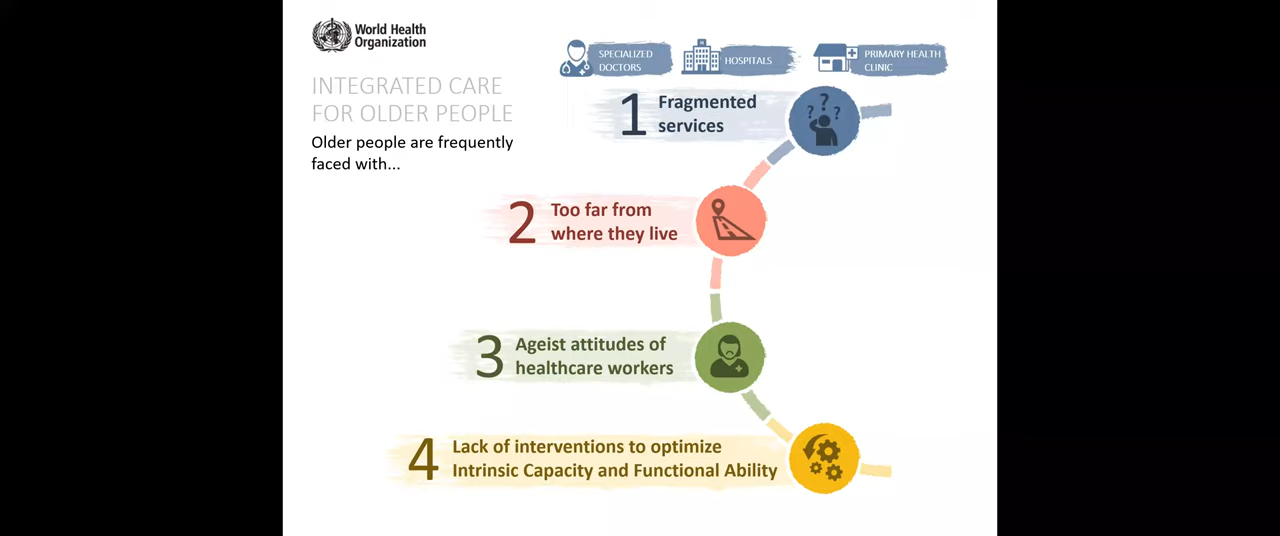 World Health
Organization
INTEGRATED CARE
FOR OLDER PEOPLE
Older people are frequently
faced with...
SPECIALIZED
DOCTORS
HOSPITALS
PRIMARY HEALTH
CLINIC
1 Fragmented
services
? ? ?
2 Too far from
where they live
3 Ageist attitudes of
healthcare workers
4 Lack of interventions to optimize
Intrinsic Capacity and Functional Ability